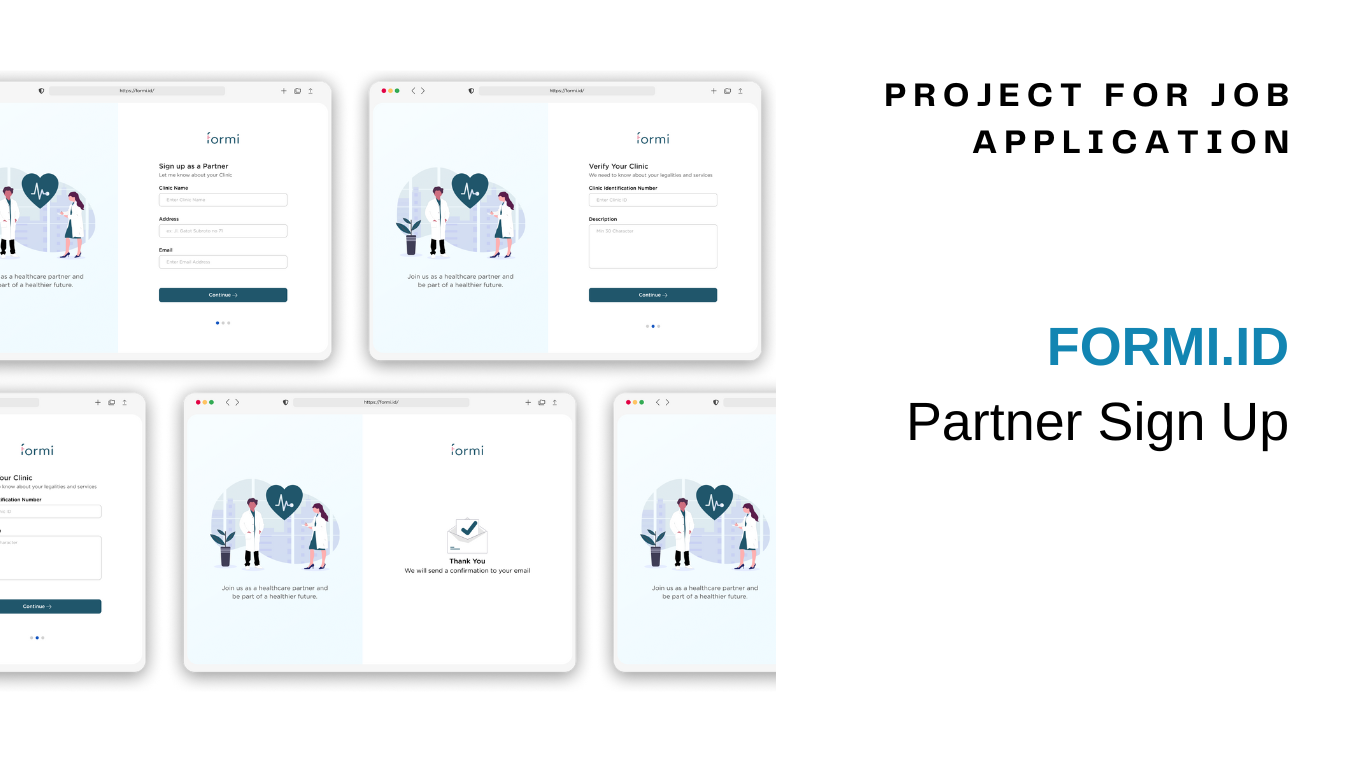 PROJECT FOR JOB
APPLICATION
FORMI.ID
Partner Sign Up
https://formi.id/
formi
Sign up as a Partner
Let me know about your Clinic
Clinic Name
Enter Clinic Name
Address
Email
Enter Email Address
Continue
as a healthcare partner and
part of a healthier future.
https://formi.id/
formi
Verify Your Clinic
We need to know about your legalities and services
Clinic Identification Number
Enter Clinic ID
Description
Min 30 Character
Continue
Join us as a healthcare partner and
be part of a healthier future.
formi
our Clinic
know about your legalities and services
ification Number
Continue
https://formi.id/
formi
Thank You
We will send a confirmation to your email
Join us as a healthcare partner and
be part of a healthier future.
Join us as a healthcare partner and
be part of a healthier future.